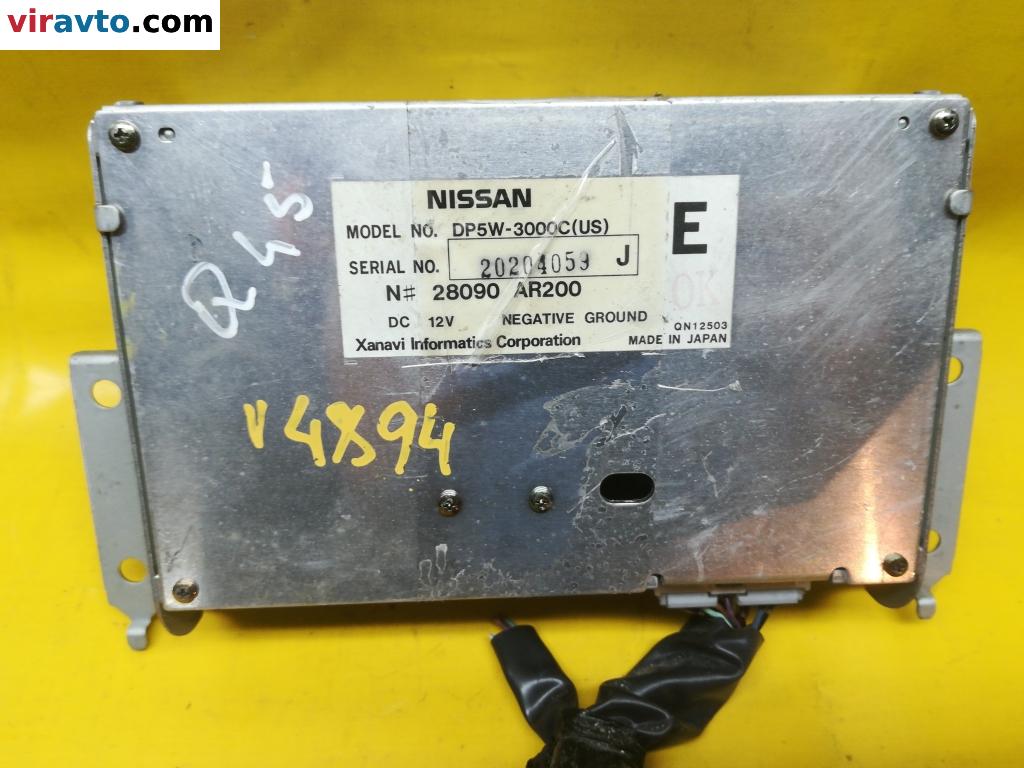 viravto.com
Q45
NISSAN
E
MODEL NO. DP5W-3000C(US)
SERIAL NO. 20204059 J
OK
N# 28090 AR200
DC 12V NEGATIVE GROUND
QN12503
Xanavi Informatics Corporation
MADE IN JAPAN
v4894